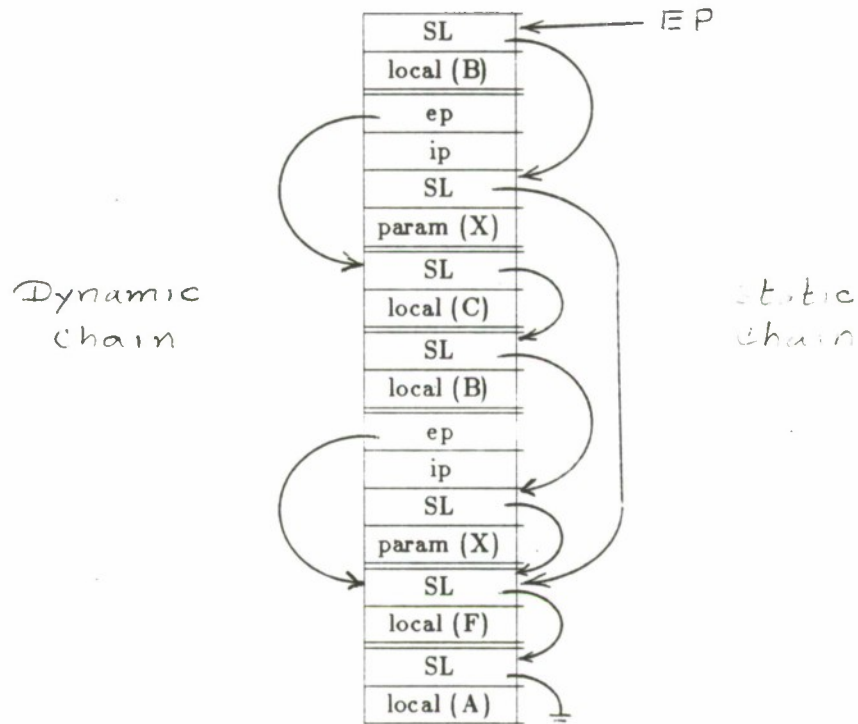 SL
EP
local (B)
ep
ip
SL
param (X)
SL
local (C)
SL
local (B)
ep
ip
SL
param (X)
SL
local (F)
SL
local (A)
Dynamic
Chain
Static
Chain